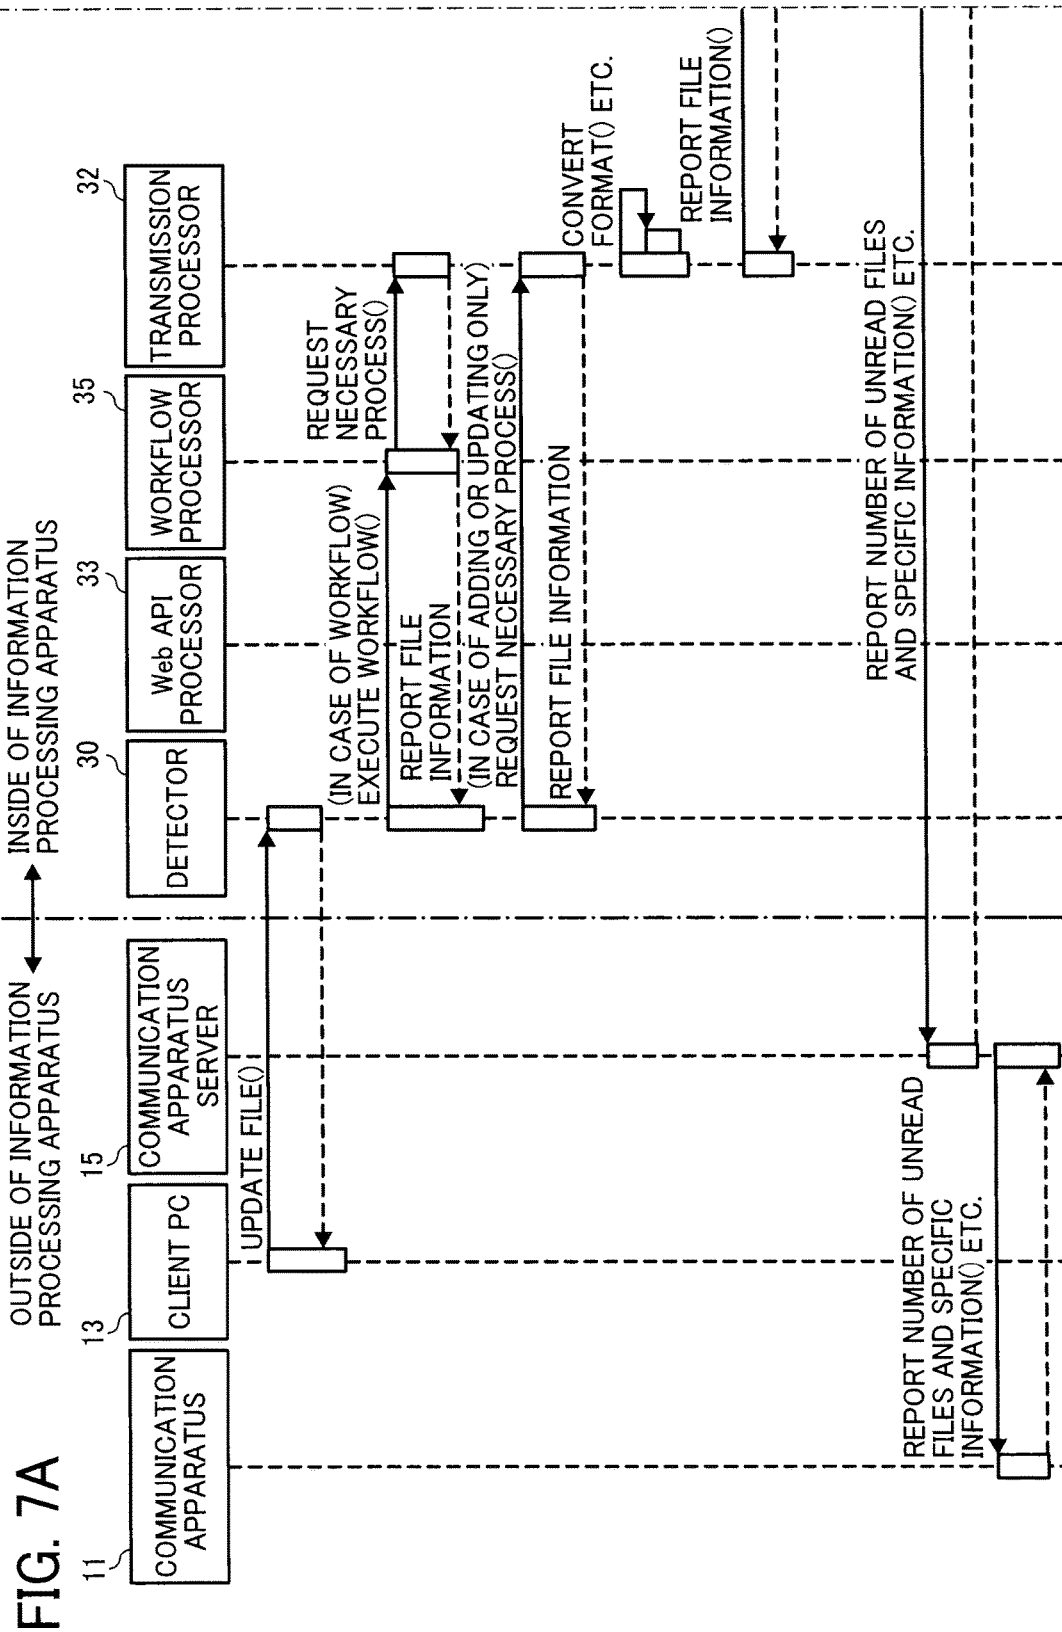 FIG. 7A
OUTSIDE OF INFORMATION
PROCESSING APPARATUS
INSIDE OF INFORMATION
PROCESSING APPARATUS
11
COMMUNICATION
APPARATUS
13
CLIENT PC
15
COMMUNICATION
APPARATUS
SERVER
30
DETECTOR
33
Web API
PROCESSOR
35
WORKFLOW
PROCESSOR
32
TRANSMISSION
PROCESSOR
UPDATE FILE()
(IN CASE OF WORKFLOW)
EXECUTE WORKFLOW()
REQUEST
NECESSARY
PROCESS()
REPORT FILE
INFORMATION
(IN CASE OF ADDING OR UPDATING ONLY)
REQUEST NECESSARY PROCESS()
REPORT FILE INFORMATION
CONVERT
FORMAT() ETC.
REPORT FILE
INFORMATION()
REPORT NUMBER OF UNREAD FILES
AND SPECIFIC INFORMATION() ETC.
REPORT NUMBER OF UNREAD
FILES AND SPECIFIC
INFORMATION() ETC.